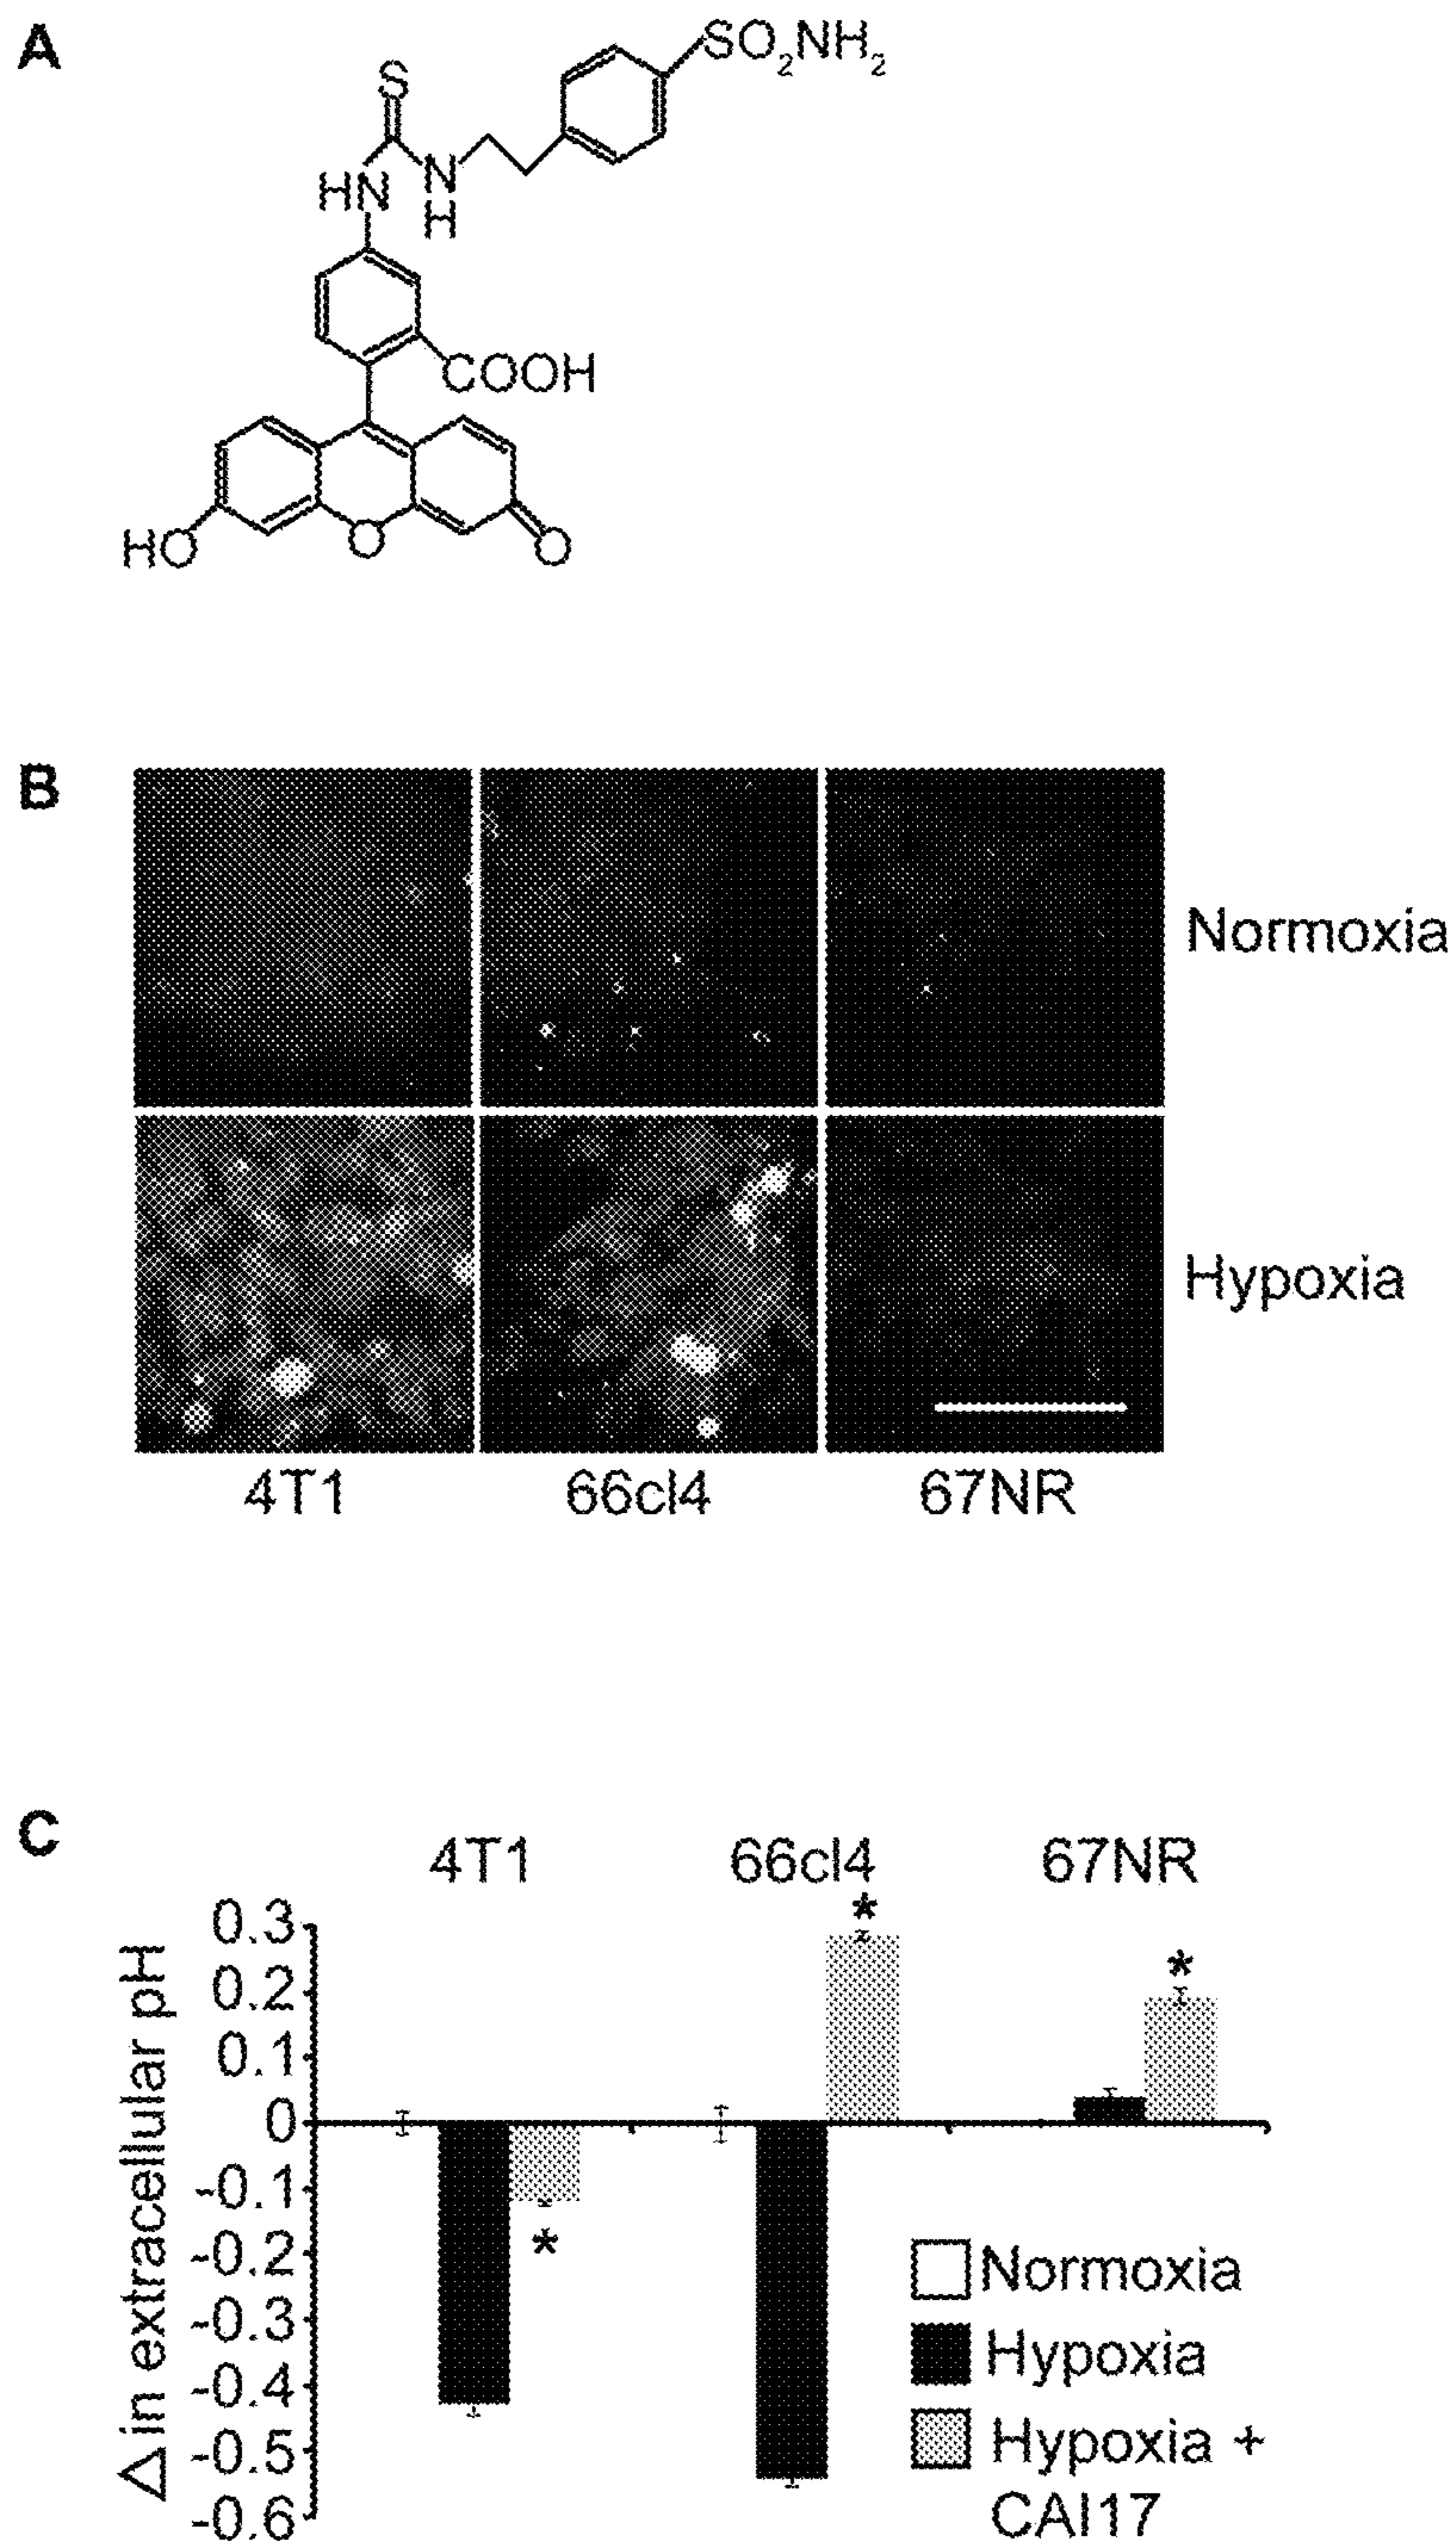 A
SO2NH2
S
HN
N
H
COOH
HO
O
O
B
Normoxia
Hypoxia
4T1 66cl4 67NR
C
4T1 66cl4 67NR
* 
0.3
0.2
*
0.1
0
-0.1
-0.2
*
-0.3
-0.4
-0.5
-0.6
Δ in extracellular pH
Normoxia
Hypoxia
Hypoxia +
CAI17